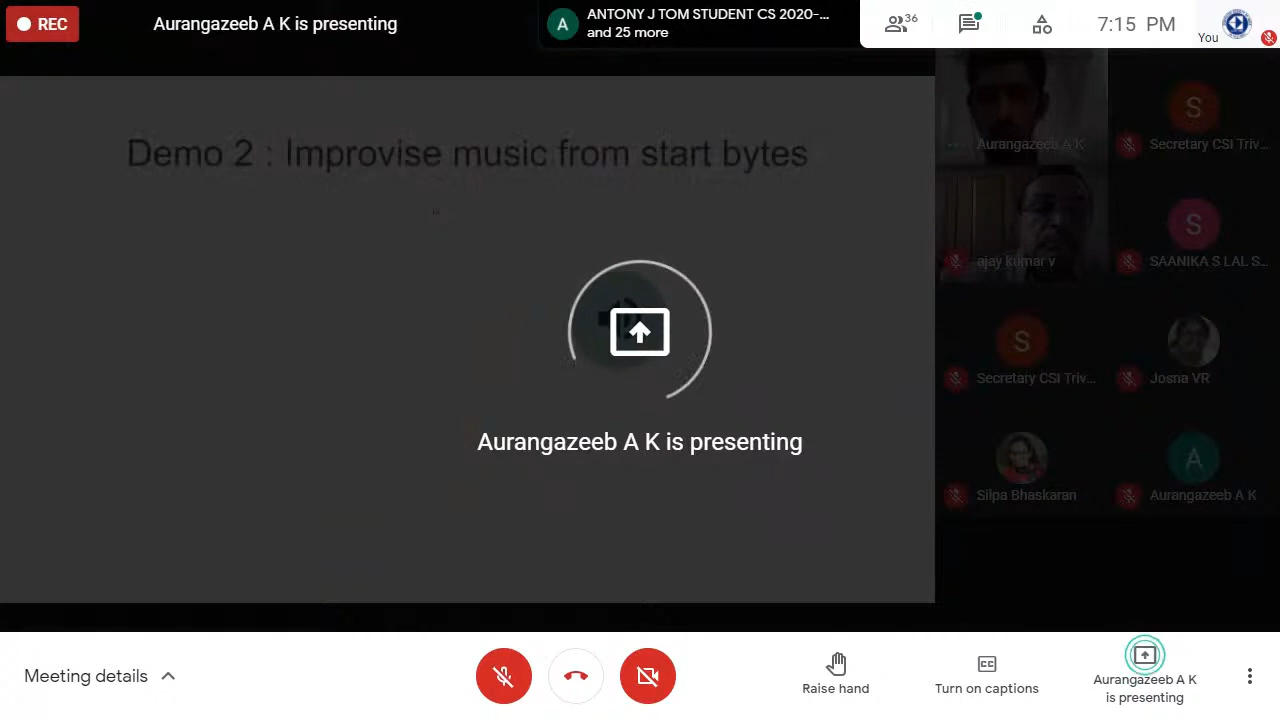 REC
Aurangazeeb A K is presenting
A
ANTONY J TOM STUDENT CS 2020-...
and 25 more
36
7:15 PM
You
Demo 2 : Improvise music from start bytes
Aurangazeeb A K
S
Secretary CSI Triv...
ajay kumar v
S
SAANIKA S LAL S...
S
Secretary CSI Triv...
Josna VR
Silpa Bhaskaran
A
Aurangazeeb A K
Aurangazeeb A K is presenting
Meeting details
Raise hand
CC
Turn on captions
Aurangazeeb A K
is presenting